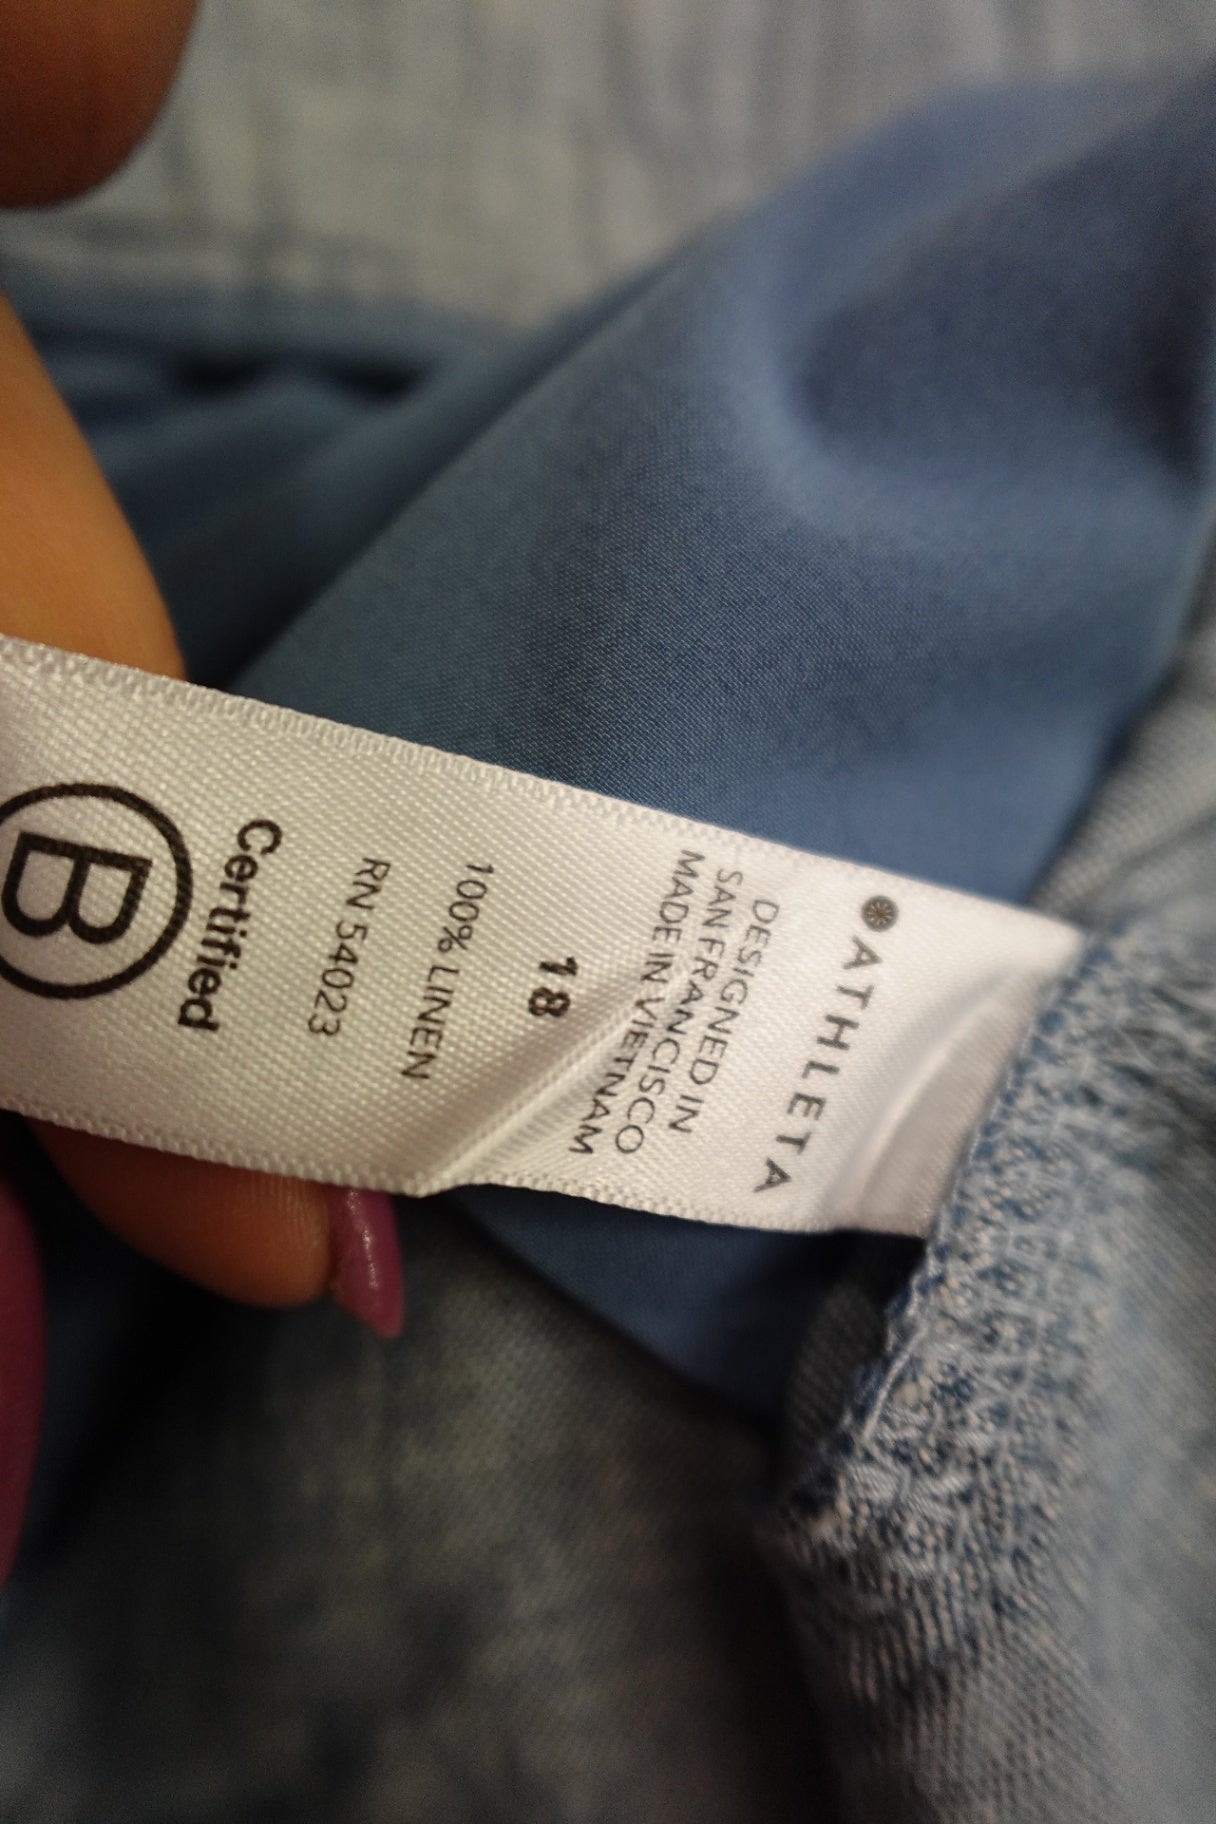 ATHLETA
DESIGNED IN
SAN FRANCISCO
MADE IN VIETNAM
18
100% LINEN
RN 54023
Certified
B